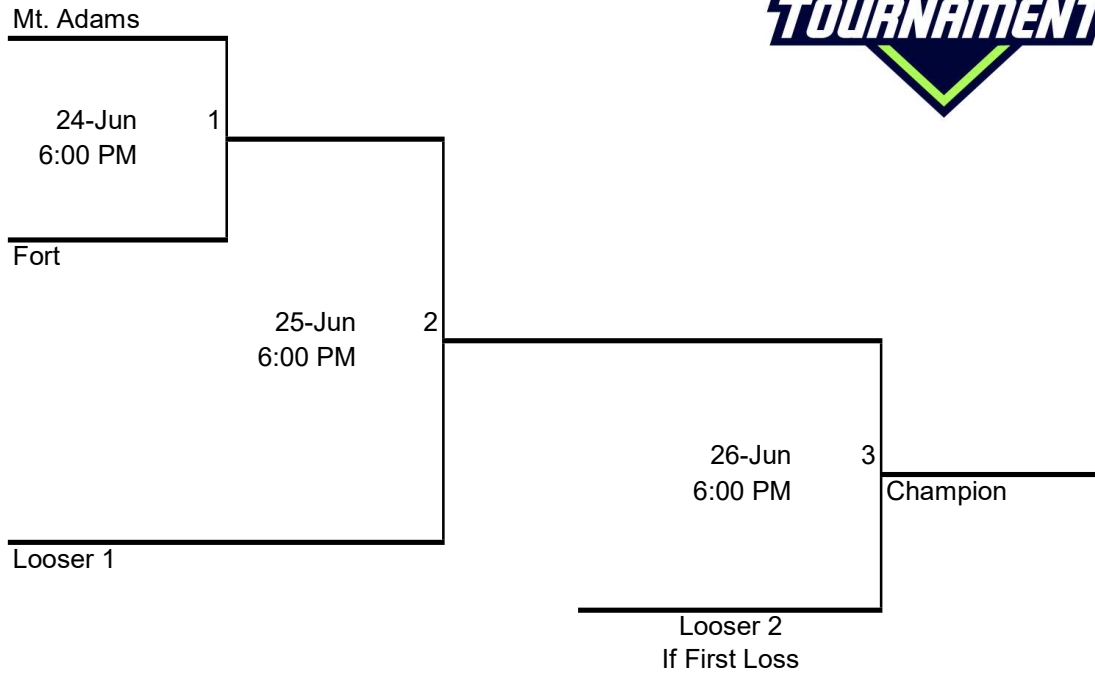 TOURNAMENT
Mt. Adams
24-Jun 1
6:00 PM
Fort
25-Jun 2
6:00 PM
26-Jun 3
6:00 PM
Champion
Looser 1
Looser 2
If First Loss